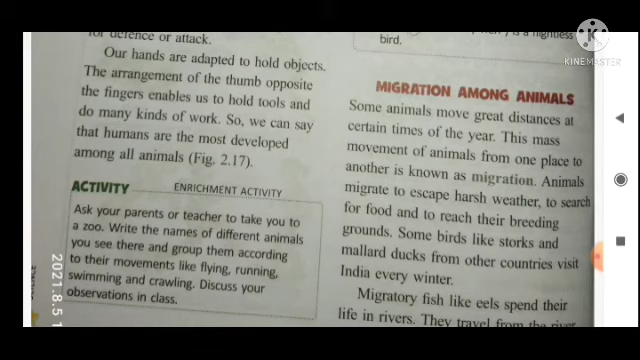 for defence or attack.
Our hands are adapted to hold objects.
The arrangement of the thumb opposite
the fingers enables us to hold tools and
do many kinds of work. So, we can say
that humans are the most developed
among all animals (Fig. 2.17).
ACTIVITY ENRICHMENT ACTIVITY
Ask your parents or teacher to take you to
a zoo. Write the names of different animals
you see there and group them according
to their movements like flying, running,
swimming and crawling. Discuss your
observations in class.
is a flightless
bird.
MIGRATION AMONG ANIMALS
Some animals move great distances at
certain times of the year. This mass
movement of animals from one place to
another is known as migration. Animals
migrate to escape harsh weather, to search
for food and to reach their breeding
grounds. Some birds like storks and
mallard ducks from other countries visit
India every winter.
Migratory fish like eels spend their
life in rivers. They travel from the river
KINEMASTER
2021.8.5 1